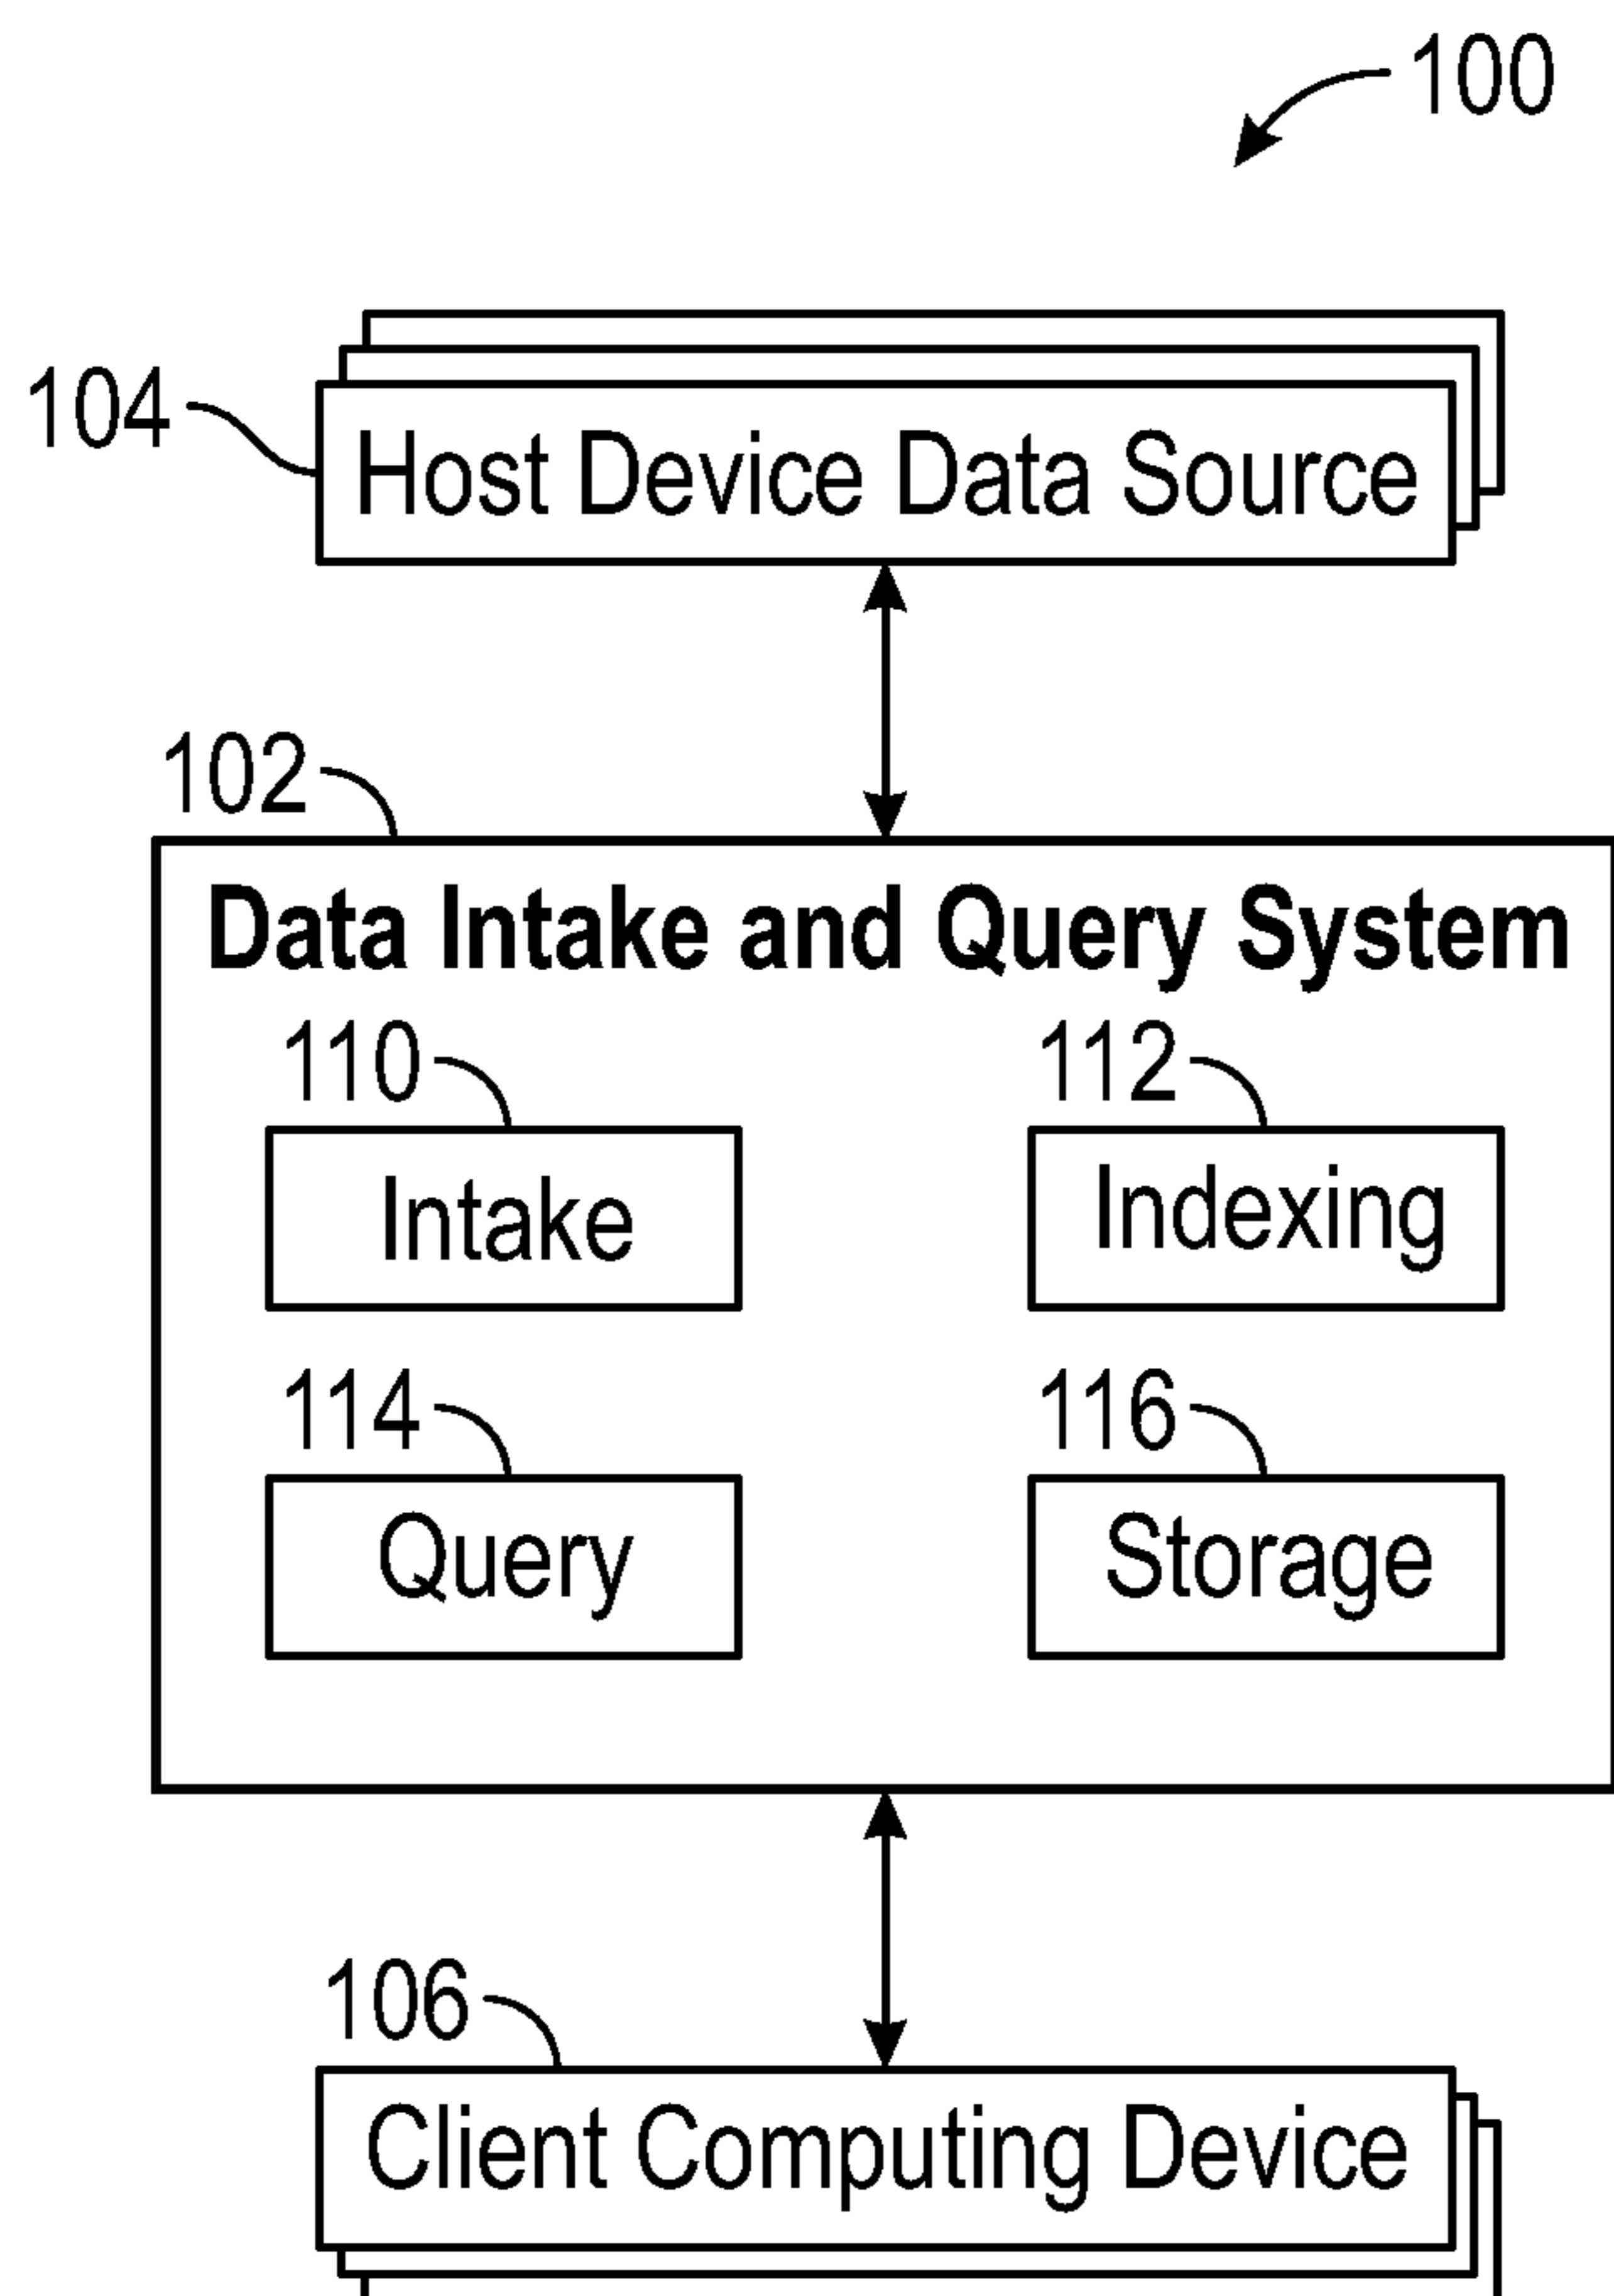 100
104
Host Device Data Source
102
Data Intake and Query System
110 112
Intake Indexing
114 116
Query Storage
106
Client Computing Device